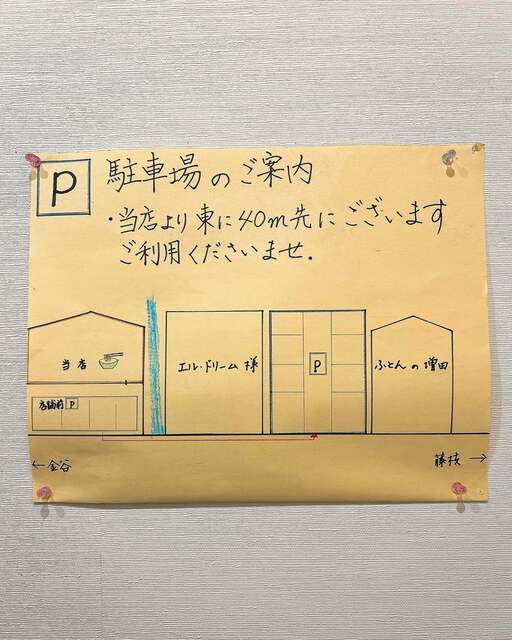 P
駐車場のご案内
・当店より東に40m先にございます
ご利用くださいませ.
当店
エル・ドリーム様
P
ふとんの増田
店舗前P
←金谷
藤枝→